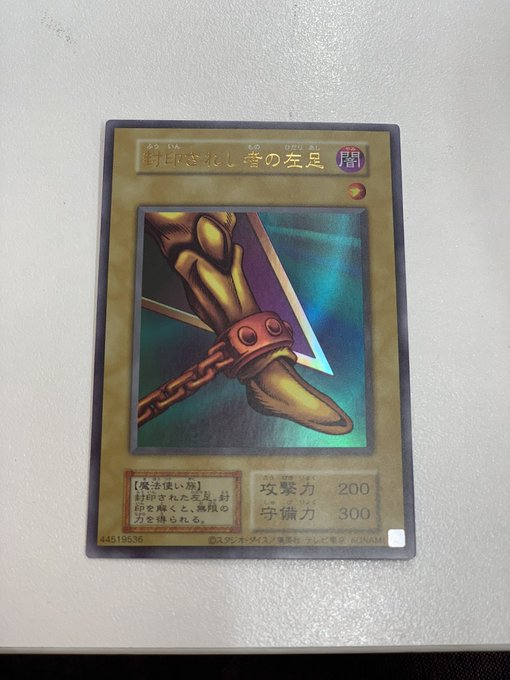 封印されし者の左足
闇
【魔法使い族】
封印された左足。封
印を解くと、無限の
力を得られる。
攻撃力 200
守備力 300
44519536
©スタジオ・ダイス/集英社 テレビ東京 KONAMI